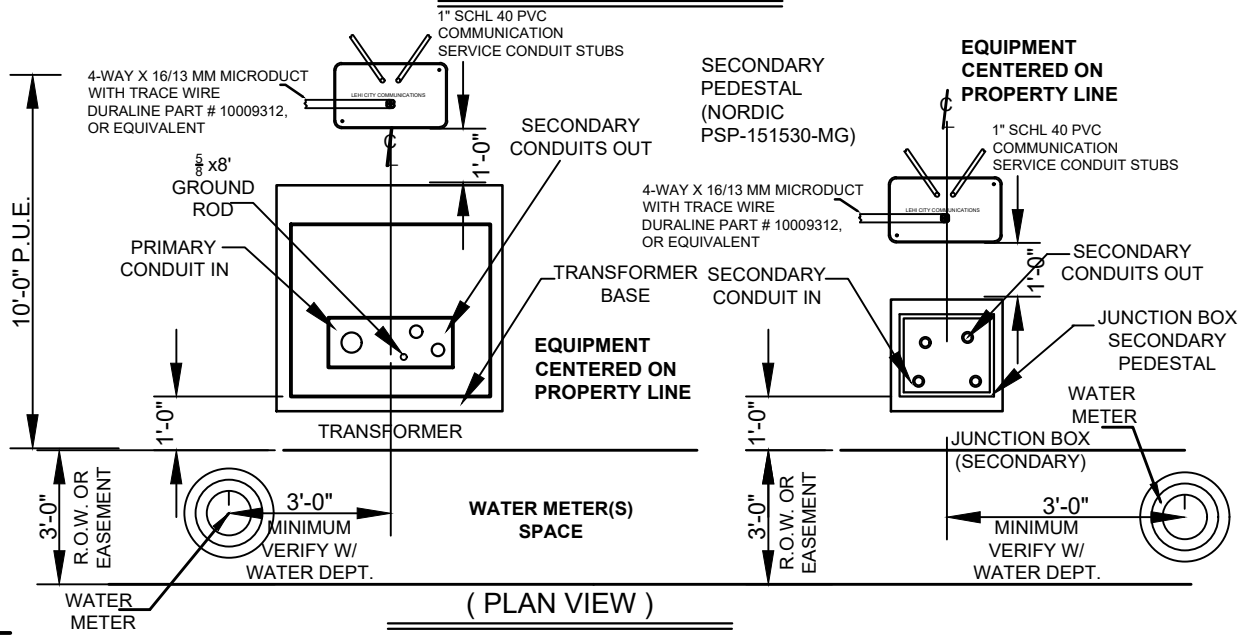 1" SCHL 40 PVC
COMMUNICATION
SERVICE CONDUIT STUBS
4-WAY X 16/13 MM MICRODUCT
WITH TRACE WIRE
DURALINE PART # 10009312,
OR EQUIVALENT
LEHI CITY COMMUNICATIONS
C
L
1'-0"
5/8 x8'
GROUND
ROD
SECONDARY
CONDUITS OUT
PRIMARY
CONDUIT IN
TRANSFORMER
BASE
10'-0" P.U.E.
EQUIPMENT
CENTERED ON
PROPERTY LINE
1'-0"
TRANSFORMER
3'-0"
R.O.W. OR
EASEMENT
3'-0"
MINIMUM
VERIFY W/
WATER DEPT.
WATER
METER
WATER METER(S)
SPACE
SECONDARY
PEDESTAL
(NORDIC
PSP-151530-MG)
EQUIPMENT
CENTERED ON
PROPERTY LINE
C
L
1" SCHL 40 PVC
COMMUNICATION
SERVICE CONDUIT STUBS
4-WAY X 16/13 MM MICRODUCT
WITH TRACE WIRE
DURALINE PART # 10009312,
OR EQUIVALENT
LEHI CITY COMMUNICATIONS
1'-0"
SECONDARY
CONDUITS OUT
SECONDARY
CONDUIT IN
JUNCTION BOX
SECONDARY
PEDESTAL
WATER
METER
1'-0"
JUNCTION BOX
(SECONDARY)
3'-0"
R.O.W. OR
EASEMENT
3'-0"
MINIMUM
VERIFY W/
WATER DEPT.
( PLAN VIEW )